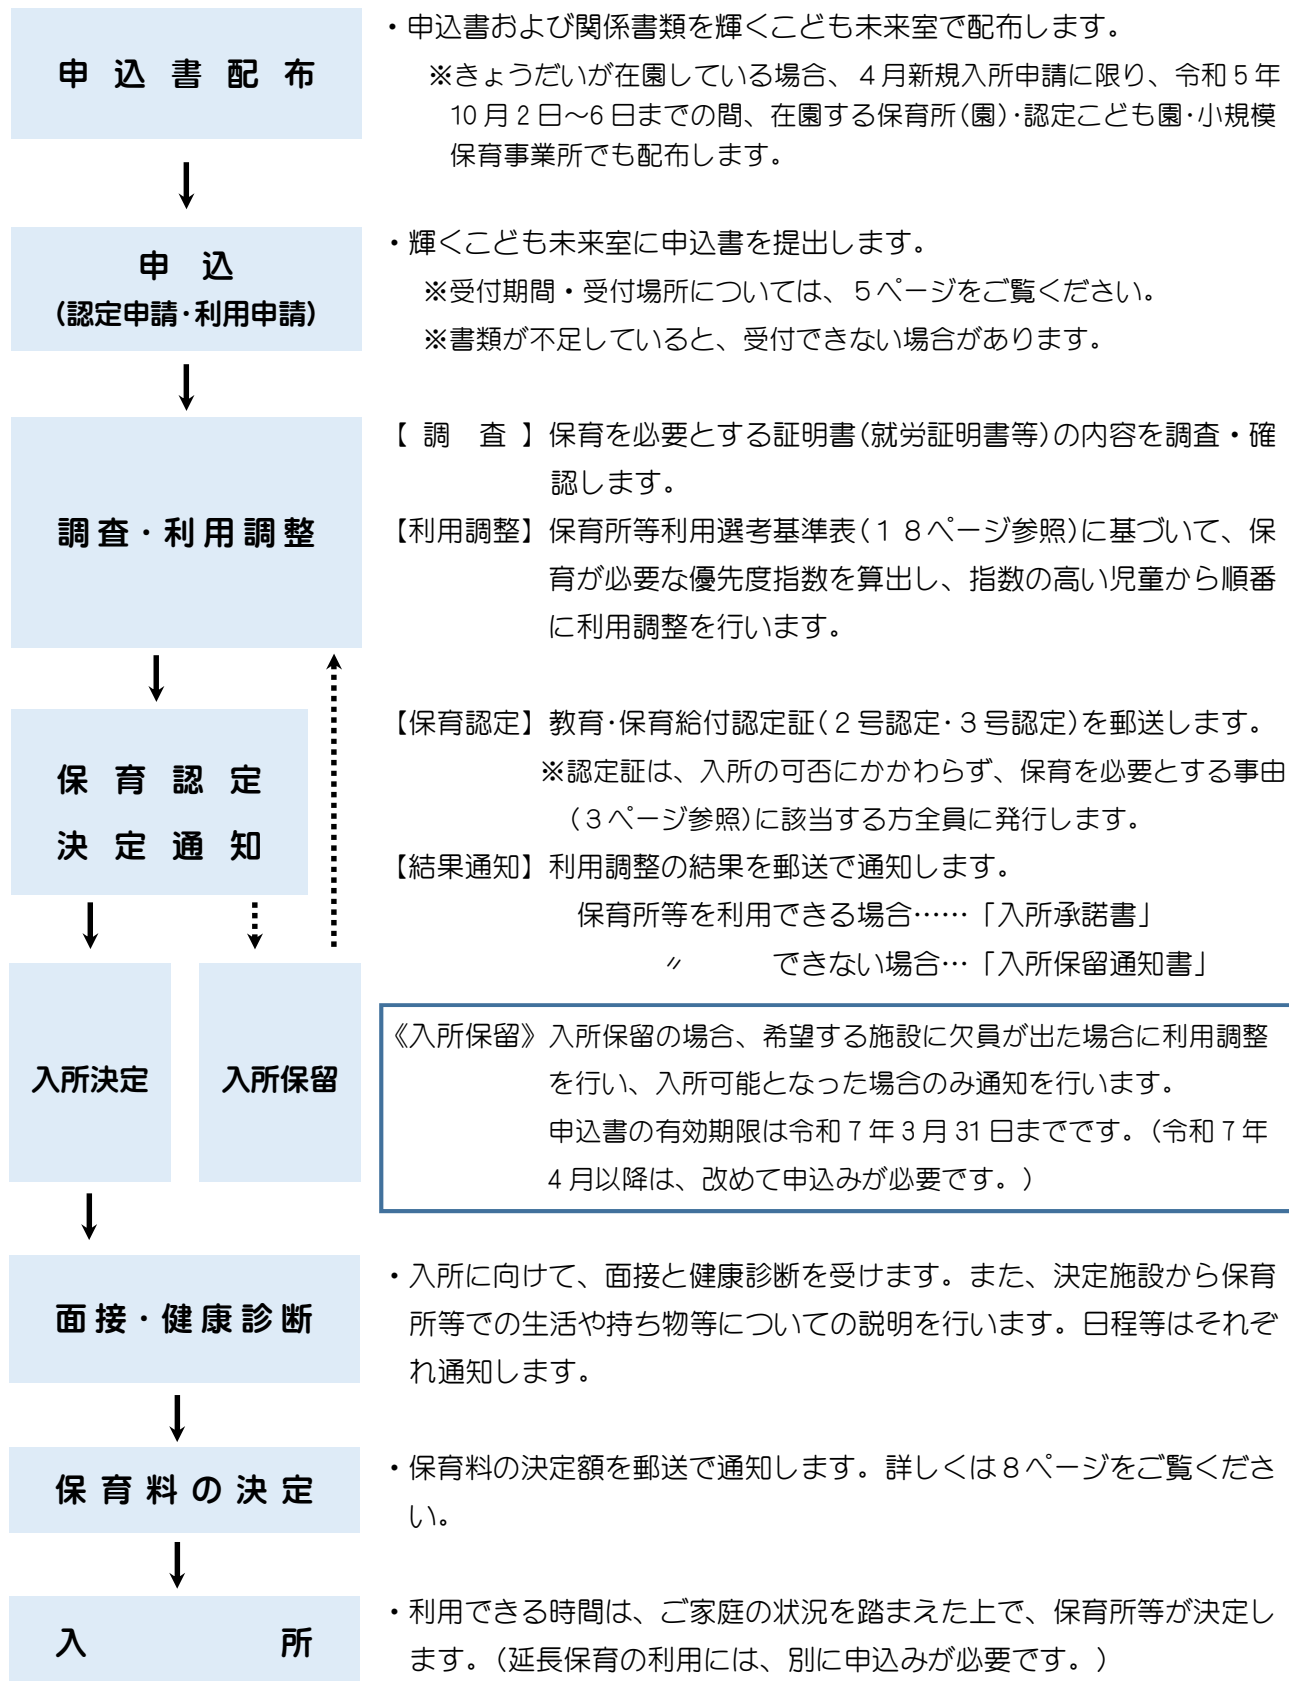 申込書配布
・申込書および関係書類を輝くこども未来室で配布します。
※きょうだいが在園している場合、４月新規入所申請に限り、令和５年
10月２日～6日までの間、在園する保育所(園)･認定こども園･小規模
保育事業所でも配布します。
申　込
(認定申請･利用申請)
・輝くこども未来室に申込書を提出します。
※受付期間・受付場所については、５ページをご覧ください。
※書類が不足していると、受付できない場合があります。
調査･利用調整
【 調　査 】保育を必要とする証明書(就労証明書等)の内容を調査・確
認します。
【利用調整】保育所等利用選考基準表(１８ページ参照)に基づいて、保
育が必要な優先度指数を算出し、指数の高い児童から順番
に利用調整を行います。
保育認定
決定通知
【保育認定】教育･保育給付認定証(２号認定･３号認定)を郵送します。
※認定証は、入所の可否にかかわらず、保育を必要とする事由
(３ページ参照)に該当する方全員に発行します。
【結果通知】利用調整の結果を郵送で通知します。
保育所等を利用できる場合……「入所承諾書」
〃　　　できない場合…「入所保留通知書」
入所決定
入所保留
《入所保留》入所保留の場合、希望する施設に欠員が出た場合に利用調整
を行い、入所可能となった場合のみ通知を行います。
申込書の有効期限は令和７年３月31日までです。(令和７年
４月以降は、改めて申込みが必要です。)
面接･健康診断
・入所に向けて、面接と健康診断を受けます。また、決定施設から保育
所等での生活や持ち物等についての説明を行います。日程等はそれぞ
れ通知します。
保育料の決定
・保育料の決定額を郵送で通知します。詳しくは８ページをご覧くださ
い。
入　所
・利用できる時間は、ご家庭の状況を踏まえた上で、保育所等が決定し
ます。(延長保育の利用には、別に申込みが必要です。)